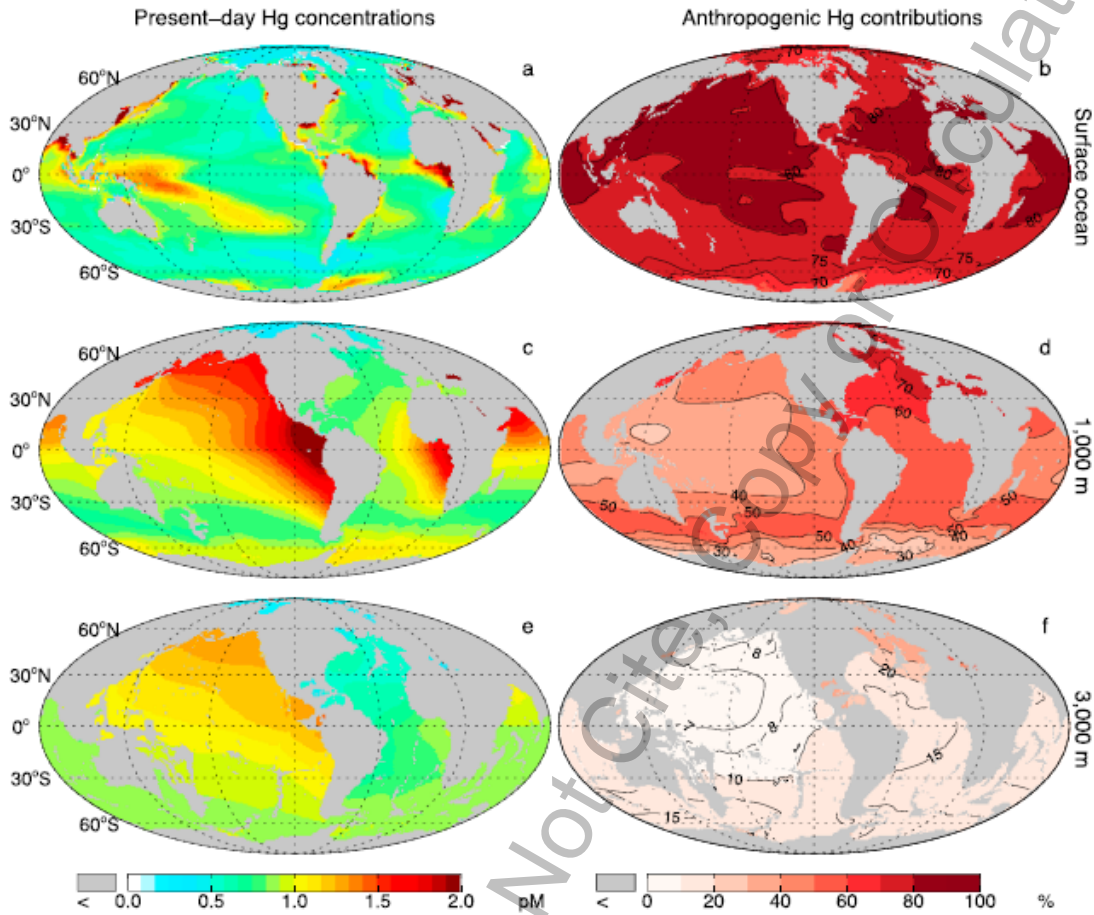 Present–day Hg concentrations
Anthropogenic Hg contributions
a
60°N
30°N
0°
30°S
60°S
b
70
80
60
80
80
75
75
70
70
Surface ocean
c
60°N
30°N
0°
30°S
60°S
d
70
60
40
50
50
50
50
50
40
40
30
30
1,000 m
e
60°N
30°N
0°
30°S
60°S
f
8
20
7
8
15
10
15
3,000 m
< 0.0 0.5 1.0 1.5 2.0 pM
< 0 20 40 60 80 100 %
Not Cite, Copy or Circulat